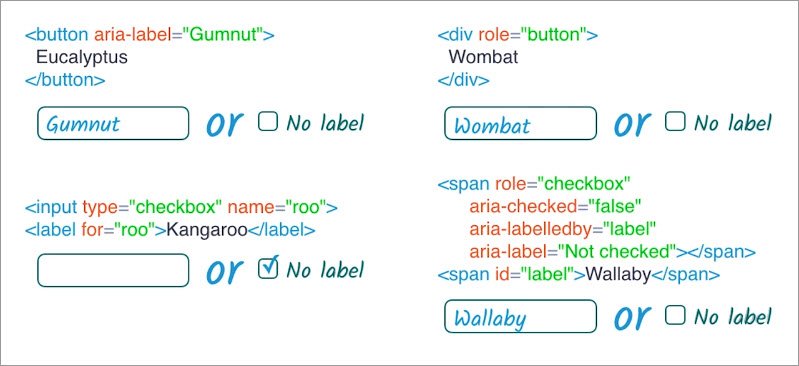 <button aria-label="Gumnut">
Eucalyptus
</button>
Gumnut or No label
<div role="button">
Wombat
</div>
Wombat or No label
<input type="checkbox" name="roo">
<label for="roo">Kangaroo</label>
or No label
<span role="checkbox"
aria-checked="false"
aria-labelledby="label"
aria-label="Not checked"></span>
<span id="label">Wallaby</span>
Wallaby or No label